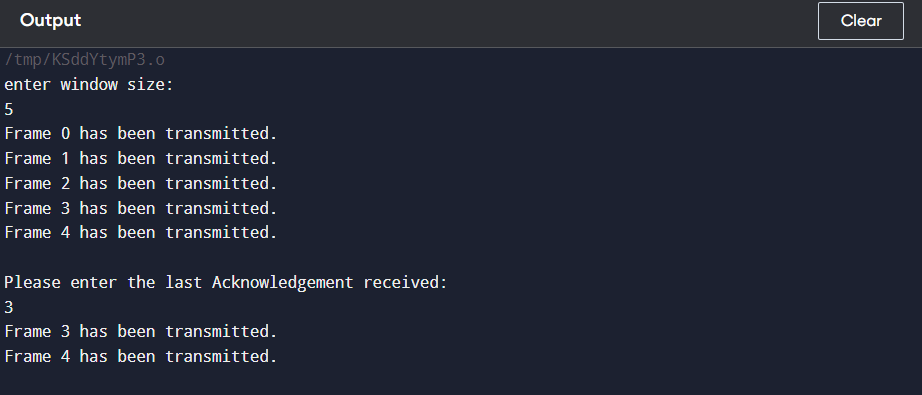 Output
Clear
/tmp/KSddYtymP3.o
enter window size:
5
Frame 0 has been transmitted.
Frame 1 has been transmitted.
Frame 2 has been transmitted.
Frame 3 has been transmitted.
Frame 4 has been transmitted.
Please enter the last Acknowledgement received:
3
Frame 3 has been transmitted.
Frame 4 has been transmitted.